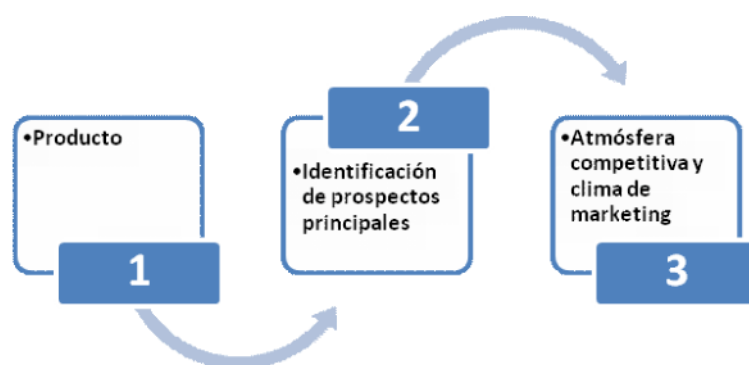 •Producto
1
2
•Identificación
de prospectos
principales
•Atmósfera
competitiva y
clima de
marketing
3